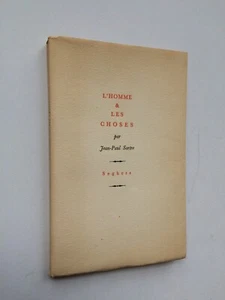 L'HOMME
&
LES
CHOSES
par
Jean-Paul Sartre
Seghers